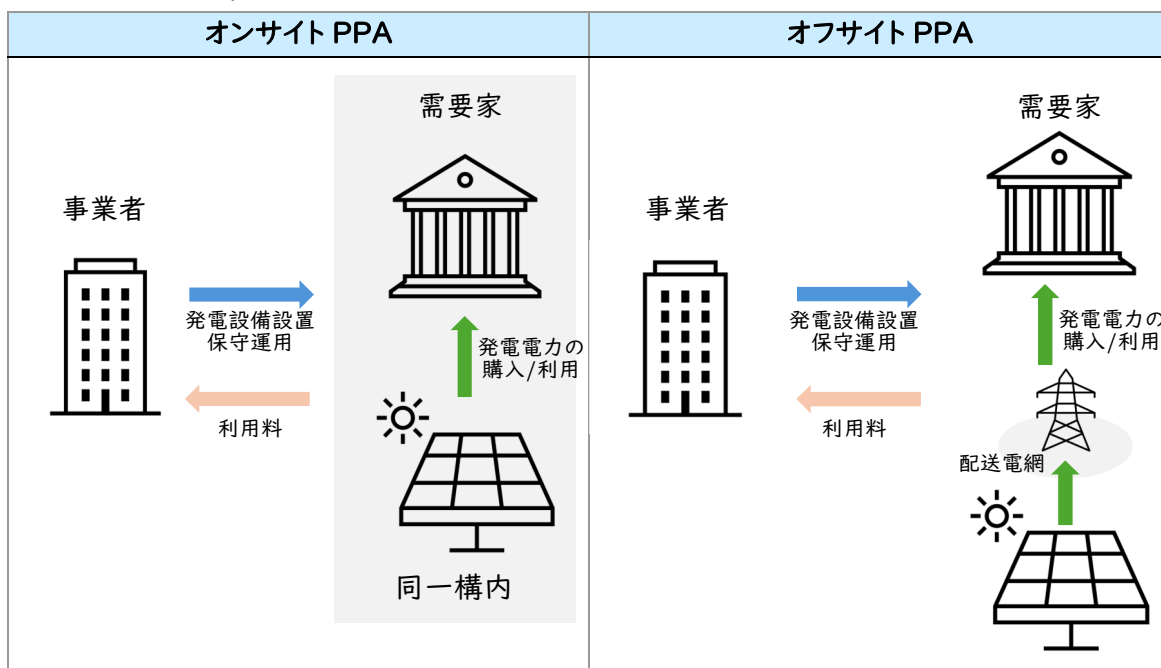 オンサイト PPA
需要家
事業者
発電設備設置
保守運用
発電電力の
購入/利用
利用料
同一構内
オフサイト PPA
需要家
事業者
発電設備設置
保守運用
発電電力の
購入/利用
利用料
配送電網